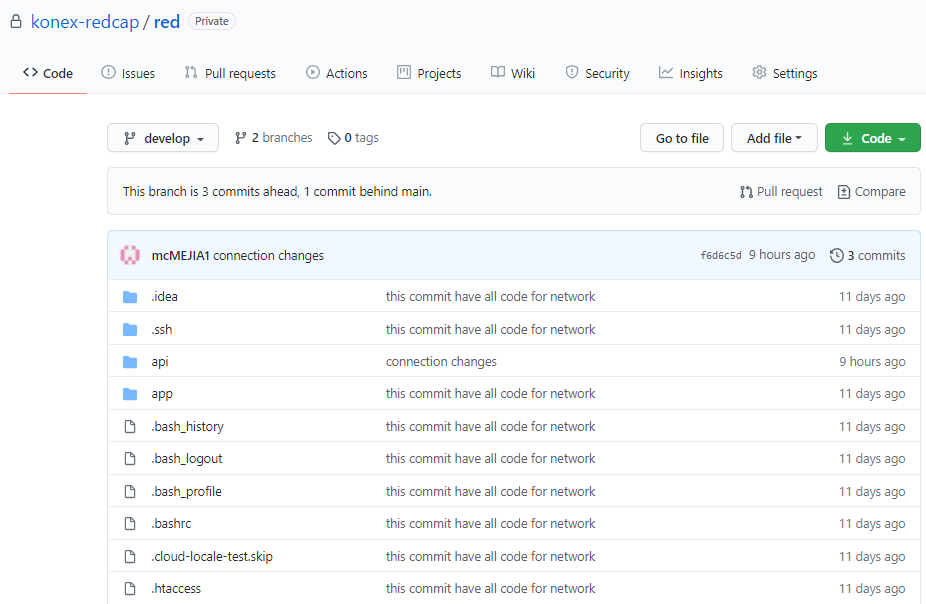 konex-redcap / red Private
Code Issues Pull requests Actions Projects Wiki Security Insights Settings
develop 2 branches 0 tags Go to file Add file Code
This branch is 3 commits ahead, 1 commit behind main. Pull request Compare
mcMEJIA1 connection changes f6d6c5d 9 hours ago 3 commits
.idea this commit have all code for network 11 days ago
.ssh this commit have all code for network 11 days ago
api connection changes 9 hours ago
app this commit have all code for network 11 days ago
.bash_history this commit have all code for network 11 days ago
.bash_logout this commit have all code for network 11 days ago
.bash_profile this commit have all code for network 11 days ago
.bashrc this commit have all code for network 11 days ago
.cloud-locale-test.skip this commit have all code for network 11 days ago
.htaccess this commit have all code for network 11 days ago